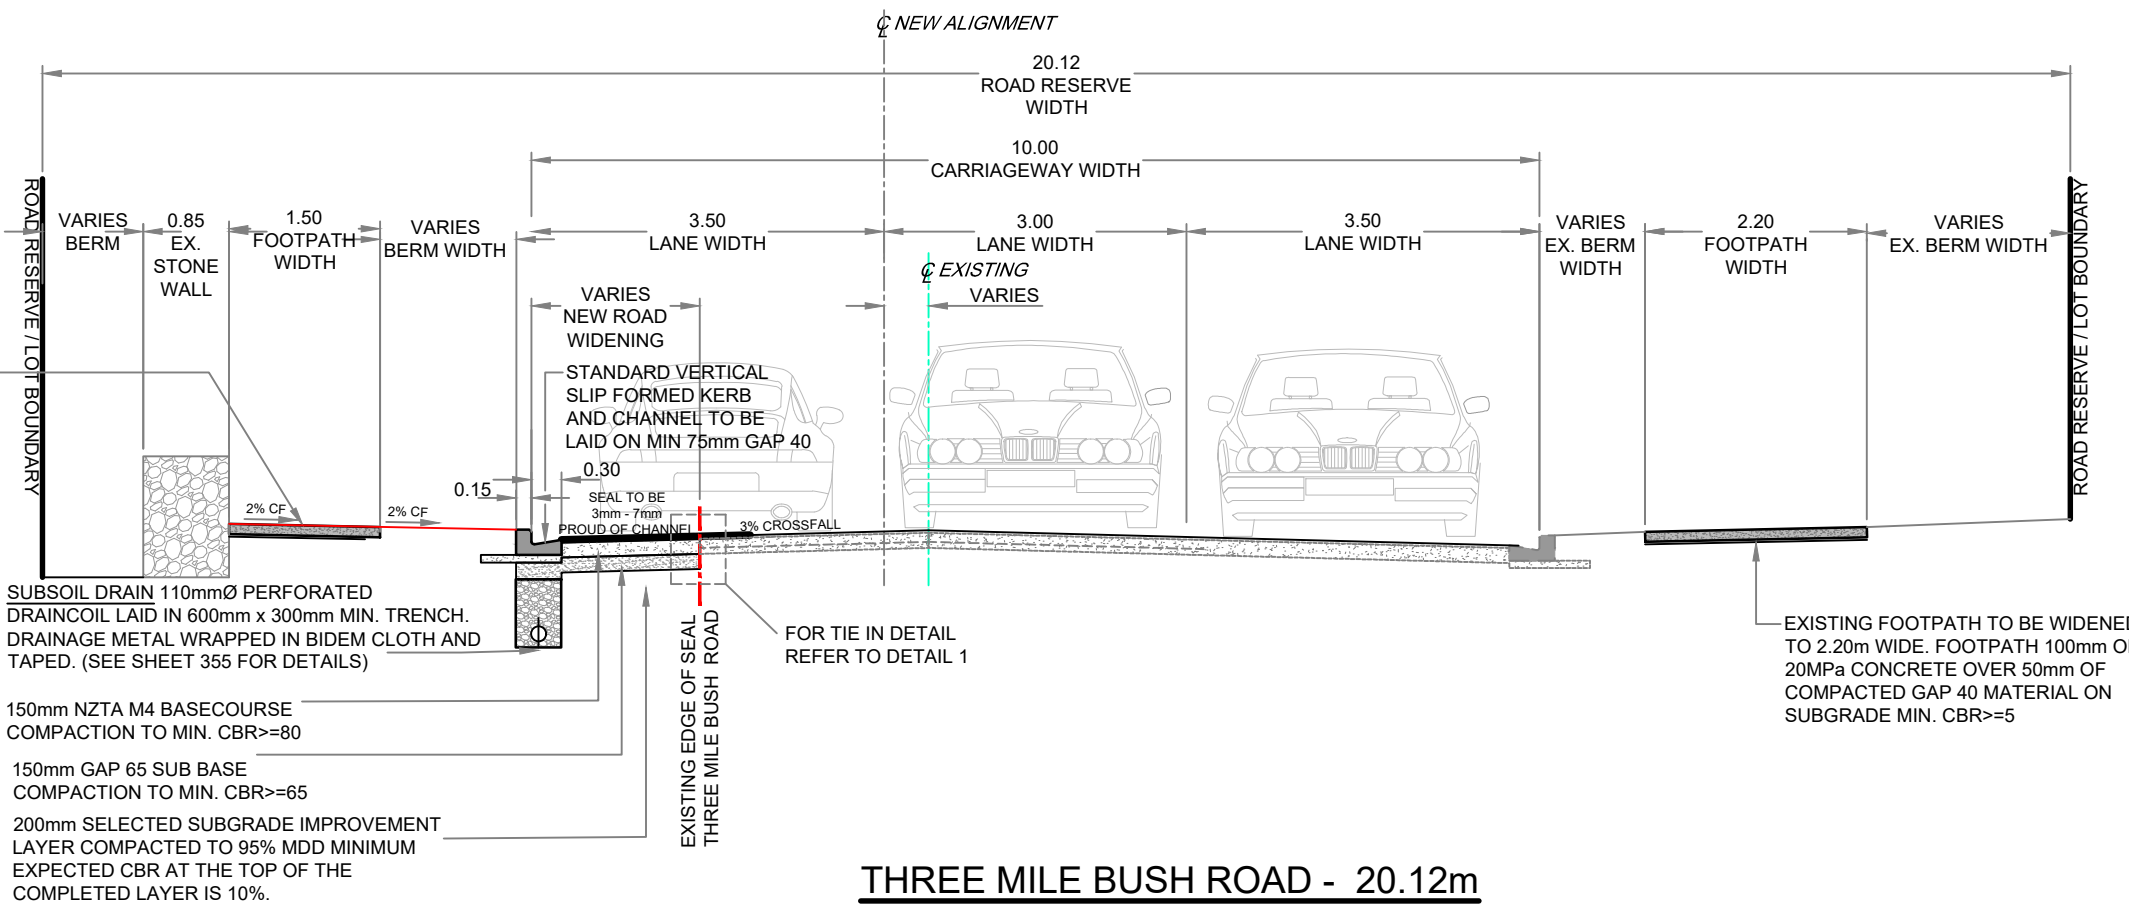 ℄ NEW ALIGNMENT
20.12
ROAD RESERVE
WIDTH
10.00
CARRIAGEWAY WIDTH
ROAD RESERVE / LOT BOUNDARY
VARIES
BERM
0.85
EX.
STONE
WALL
1.50
FOOTPATH
WIDTH
VARIES
BERM WIDTH
3.50
LANE WIDTH
3.00
LANE WIDTH
3.50
LANE WIDTH
VARIES
EX. BERM
WIDTH
2.20
FOOTPATH
WIDTH
VARIES
EX. BERM WIDTH
ROAD RESERVE / LOT BOUNDARY
℄ EXISTING
VARIES
VARIES
NEW ROAD
WIDENING
STANDARD VERTICAL
SLIP FORMED KERB
AND CHANNEL TO BE
LAID ON MIN 75mm GAP 40
0.30
0.15
SEAL TO BE
3mm - 7mm
PROUD OF CHANNEL
2% CF
2% CF
3% CROSSFALL
SUBSOIL DRAIN 110mmØ PERFORATED
DRAINCOIL LAID IN 600mm x 300mm MIN. TRENCH.
DRAINAGE METAL WRAPPED IN BIDEM CLOTH AND
TAPED. (SEE SHEET 355 FOR DETAILS)
150mm NZTA M4 BASECOURSE
COMPACTION TO MIN. CBR>=80
150mm GAP 65 SUB BASE
COMPACTION TO MIN. CBR>=65
200mm SELECTED SUBGRADE IMPROVEMENT
LAYER COMPACTED TO 95% MDD MINIMUM
EXPECTED CBR AT THE TOP OF THE
COMPLETED LAYER IS 10%.
EXISTING EDGE OF SEAL
THREE MILE BUSH ROAD
FOR TIE IN DETAIL
REFER TO DETAIL 1
EXISTING FOOTPATH TO BE WIDENED
TO 2.20m WIDE. FOOTPATH 100mm OF
20MPa CONCRETE OVER 50mm OF
COMPACTED GAP 40 MATERIAL ON
SUBGRADE MIN. CBR>=5
THREE MILE BUSH ROAD - 20.12m